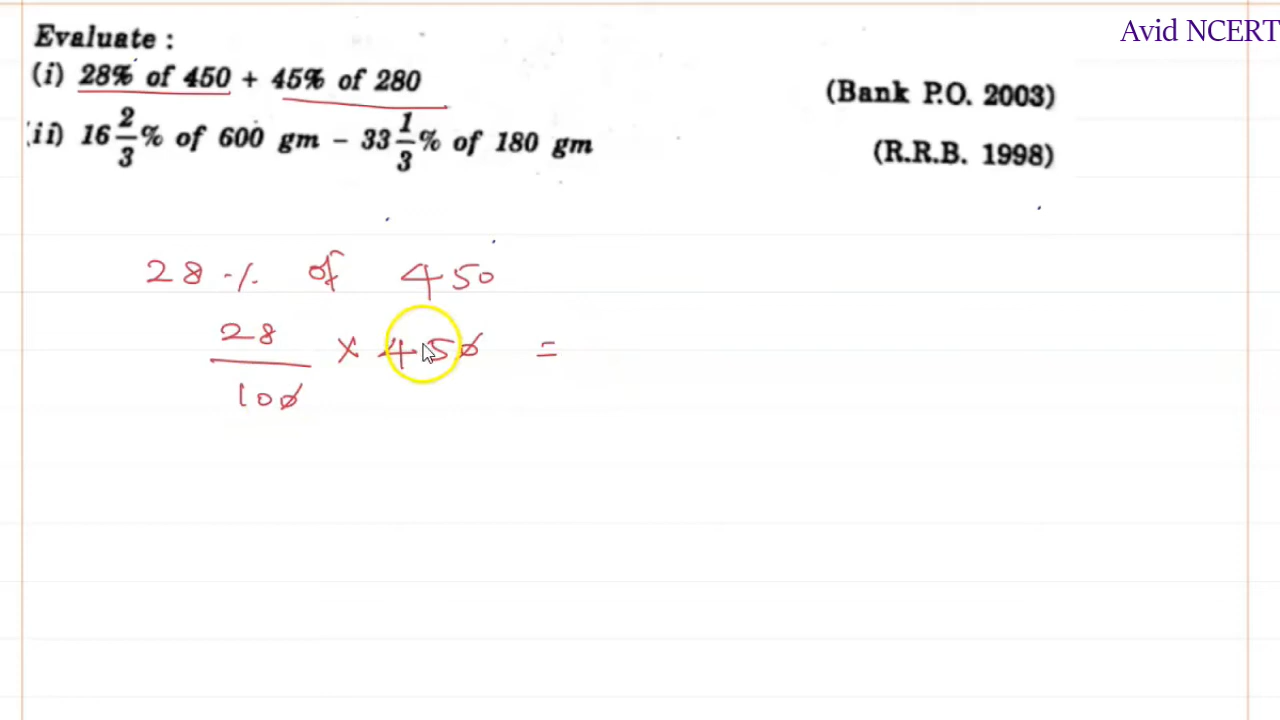 Avid NCERT
Evaluate :
(i) 28% of 450 + 45% of 280 (Bank P.O. 2003)
(ii) 16 2/3 % of 600 gm – 33 1/3 % of 180 gm (R.R.B. 1998)
28 % of 450
28/100 × 450 =